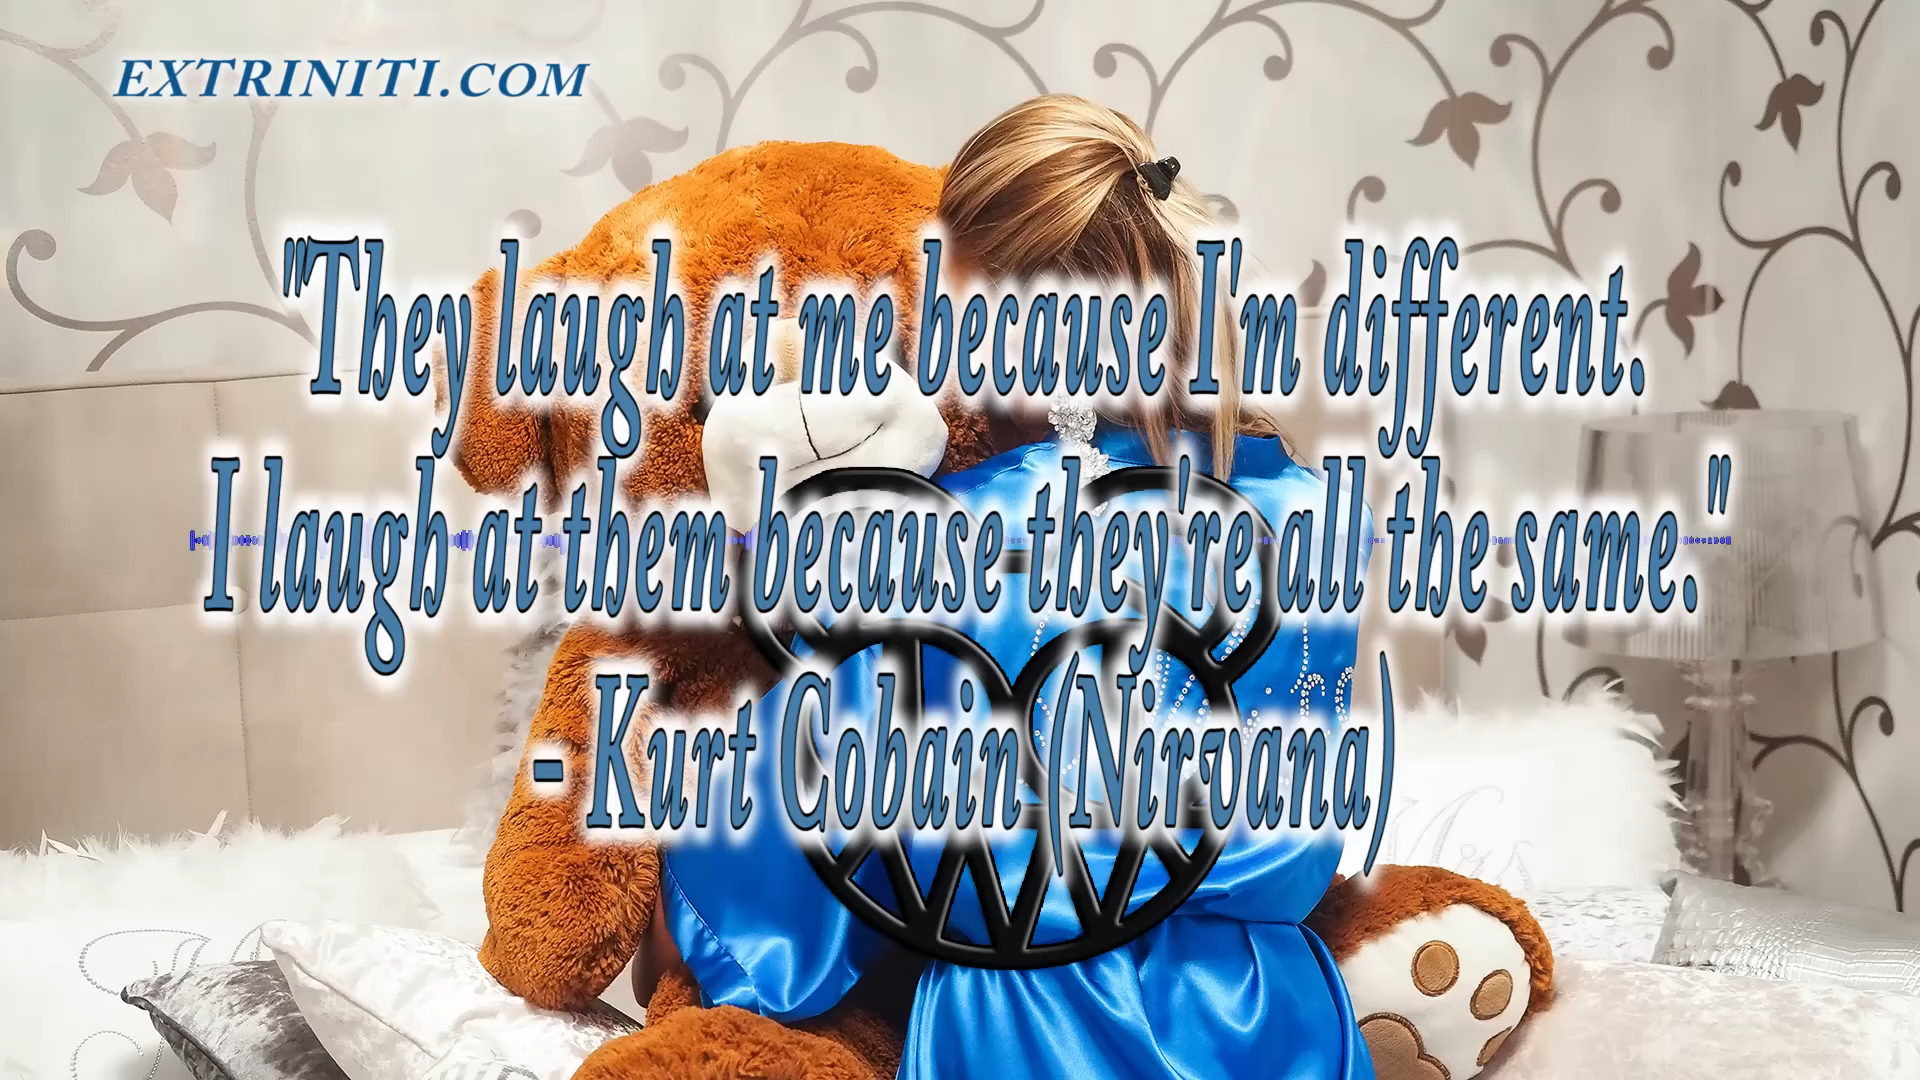 EXTRINITI.COM
"They laugh at me because I'm different.
I laugh at them because they're all the same."
- Kurt Cobain (Nirvana)